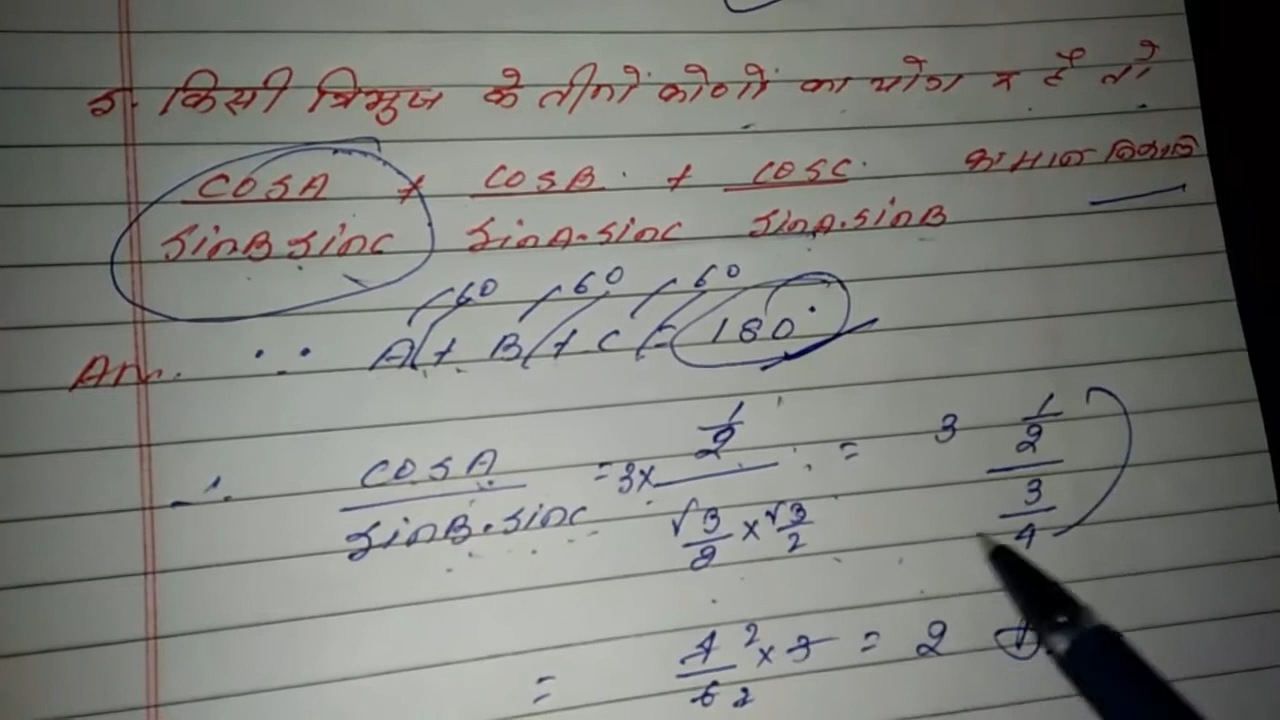 किसी त्रिभुज के तीनों कोणों का योग π है तो
cosA/sinB sinC + cosB/sinA.sinC + cosC/sinA.sinB का मान निकाले
60 60 60
Ans. ∵ A + B + C = 180°
∴ cosA/sinB.sinC = 3× (1/2)/(√3/2 × √3/2) = 3 (1/2)/(3/4)
= 4/6 × 3 = 2